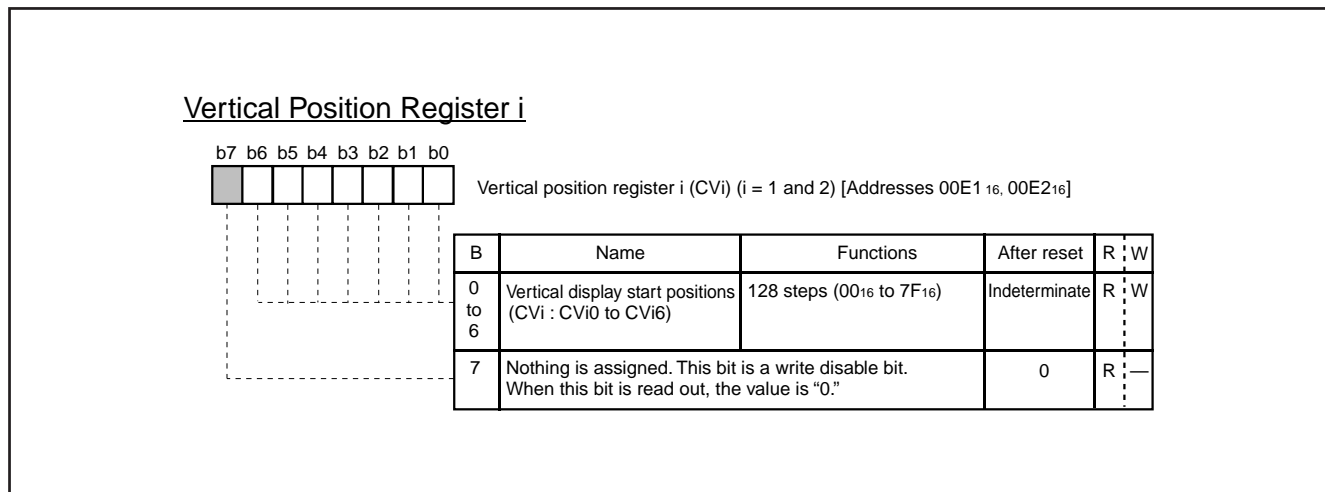 Vertical Position Register i
b7 b6 b5 b4 b3 b2 b1 b0
Vertical position register i (CVi) (i = 1 and 2) [Addresses 00E1 16, 00E216]
B Name Functions After reset R W
0 to 6 Vertical display start positions (CVi : CVi0 to CVi6) 128 steps (0016 to 7F16) Indeterminate R W
7 Nothing is assigned. This bit is a write disable bit.
When this bit is read out, the value is “0.” 0 R —